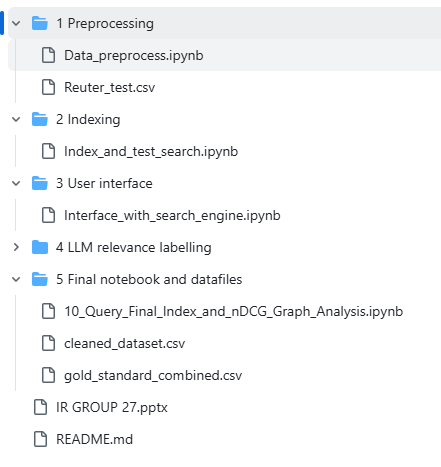 1 Preprocessing
Data_preprocess.ipynb
Reuter_test.csv
2 Indexing
Index_and_test_search.ipynb
3 User interface
Interface_with_search_engine.ipynb
4 LLM relevance labelling
5 Final notebook and datafiles
10_Query_Final_Index_and_nDCG_Graph_Analysis.ipynb
cleaned_dataset.csv
gold_standard_combined.csv
IR GROUP 27.pptx
README.md